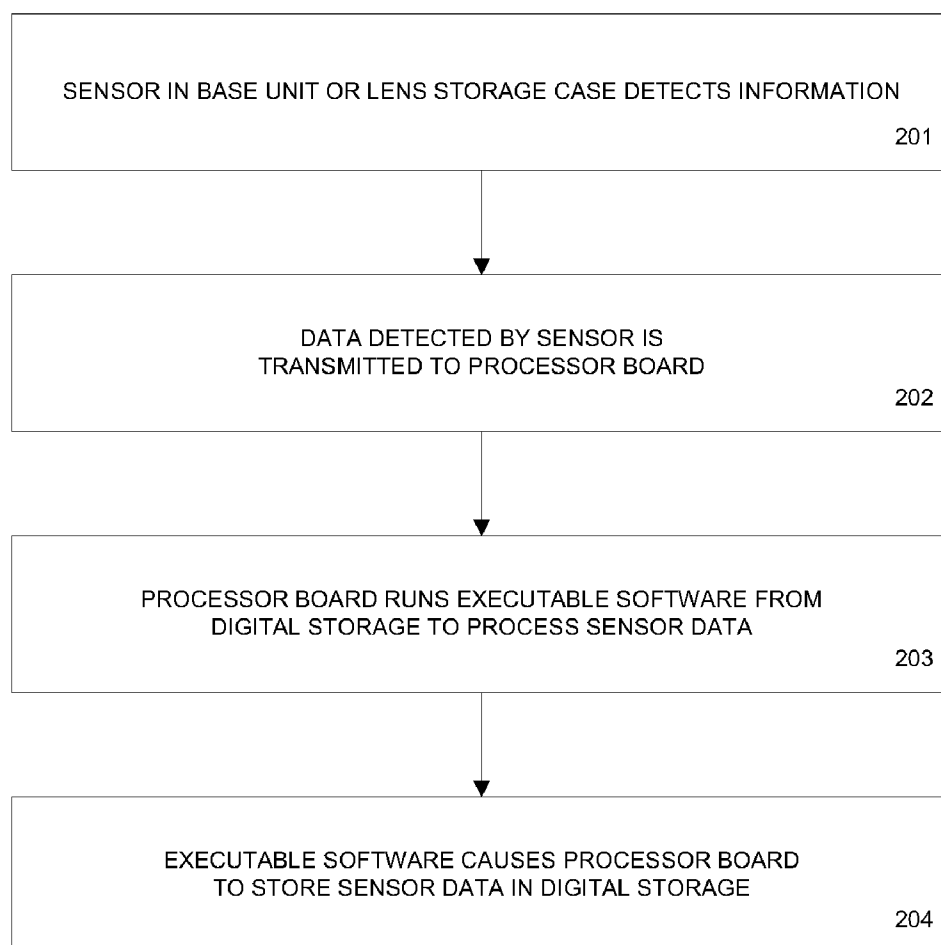 SENSOR IN BASE UNIT OR LENS STORAGE CASE DETECTS INFORMATION
201
DATA DETECTED BY SENSOR IS
TRANSMITTED TO PROCESSOR BOARD
202
PROCESSOR BOARD RUNS EXECUTABLE SOFTWARE FROM
DIGITAL STORAGE TO PROCESS SENSOR DATA
203
EXECUTABLE SOFTWARE CAUSES PROCESSOR BOARD
TO STORE SENSOR DATA IN DIGITAL STORAGE
204